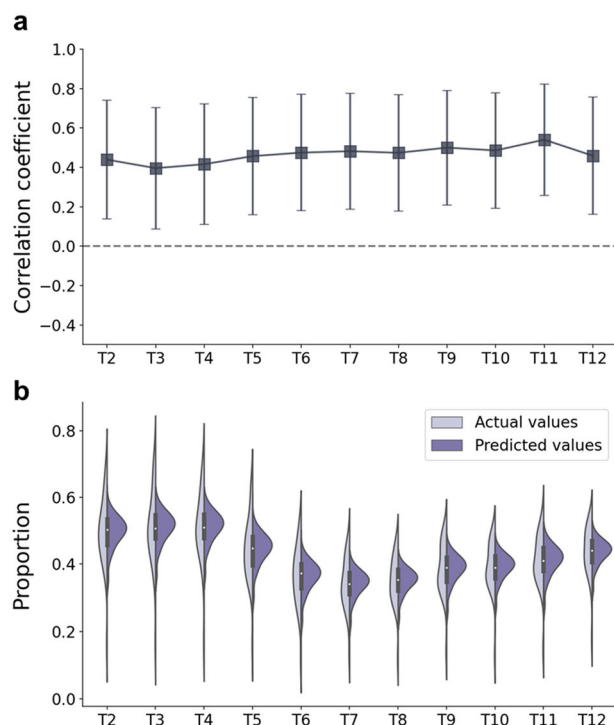 a
Correlation coefficient
1.0
0.8
0.6
0.4
0.2
0.0
−0.2
−0.4
T2 T3 T4 T5 T6 T7 T8 T9 T10 T11 T12
b
Proportion
0.8
0.6
0.4
0.2
0.0
Actual values
Predicted values
T2 T3 T4 T5 T6 T7 T8 T9 T10 T11 T12